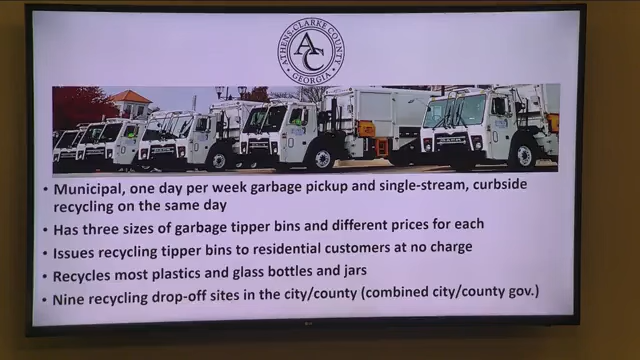 ATHENS-CLARKE COUNTY
AC
GEORGIA
• Municipal, one day per week garbage pickup and single-stream, curbside
recycling on the same day
• Has three sizes of garbage tipper bins and different prices for each
• Issues recycling tipper bins to residential customers at no charge
• Recycles most plastics and glass bottles and jars
• Nine recycling drop-off sites in the city/county (combined city/county gov.)
LG